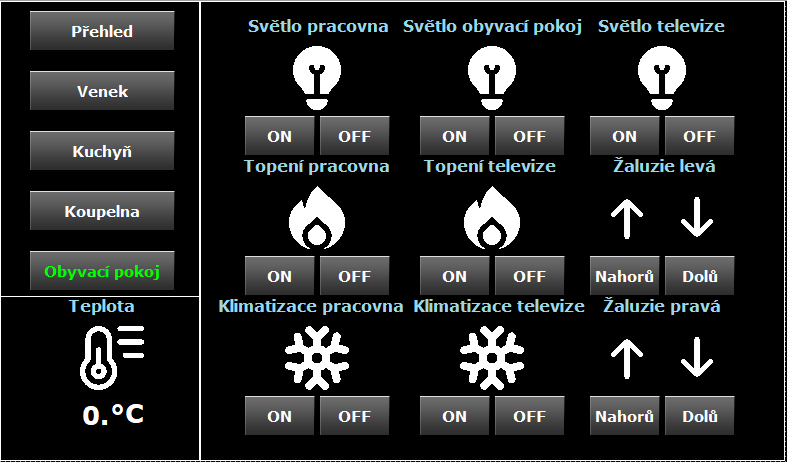 Přehled
Venek
Kuchyň
Koupelna
Obyvací pokoj
Teplota
0.°C
Světlo pracovna Světlo obyvací pokoj Světlo televize
ON OFF ON OFF ON OFF
Topení pracovna Topení televize Žaluzie levá
ON OFF ON OFF Nahorů Dolů
Klimatizace pracovna Klimatizace televize Žaluzie pravá
ON OFF ON OFF Nahorů Dolů